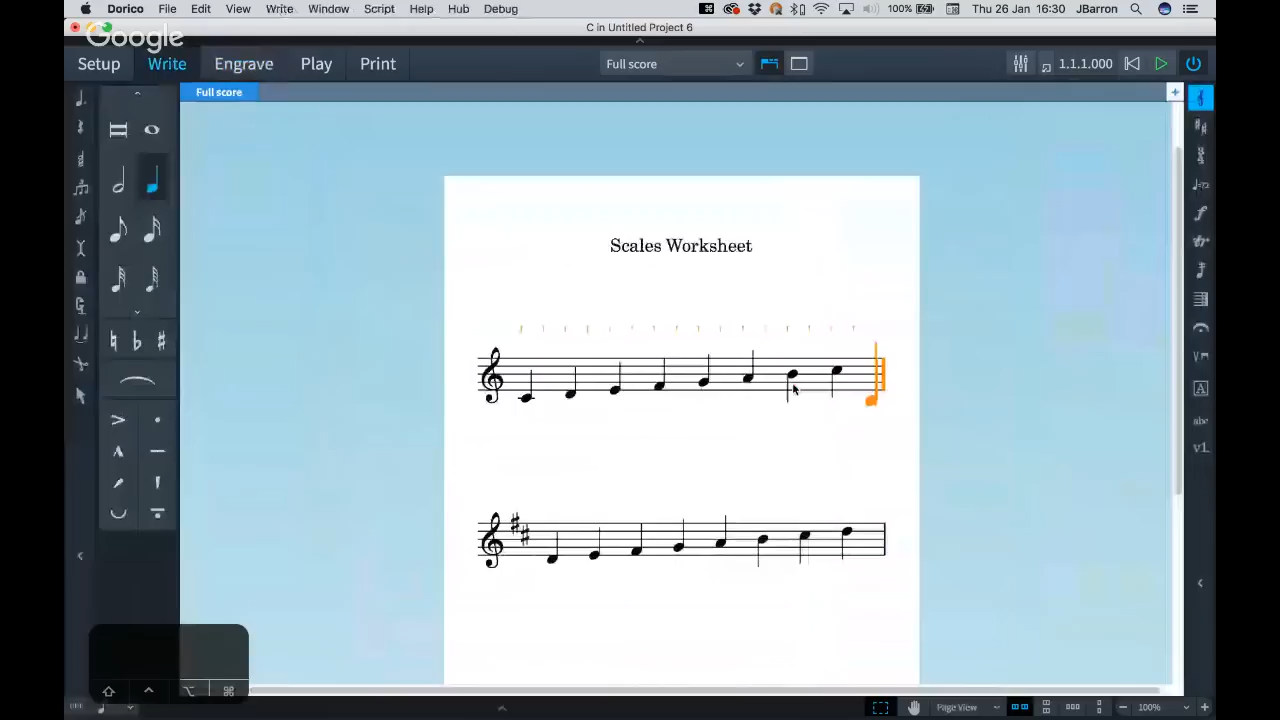 Dorico File Edit View Write Window Script Help Hub Debug 100% Thu 26 Jan 16:30 JBarron
C in Untitled Project 6
Google
Setup Write Engrave Play Print Full score 1.1.1.000
Full score
Scales Worksheet
abc
v1.
Page View 100%